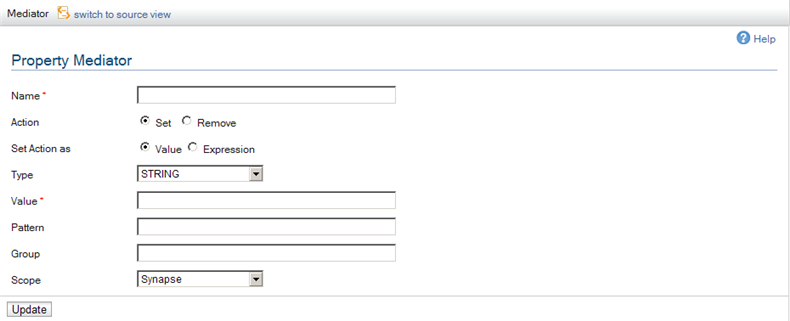 Mediator switch to source view
Help
Property Mediator
Name *
Action Set Remove
Set Action as Value Expression
Type STRING
Value *
Pattern
Group
Scope Synapse
Update